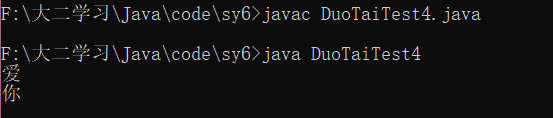 F:\大二学习\Java\code\sy6>javac DuoTaiTest4.java
F:\大二学习\Java\code\sy6>java DuoTaiTest4
爱
你